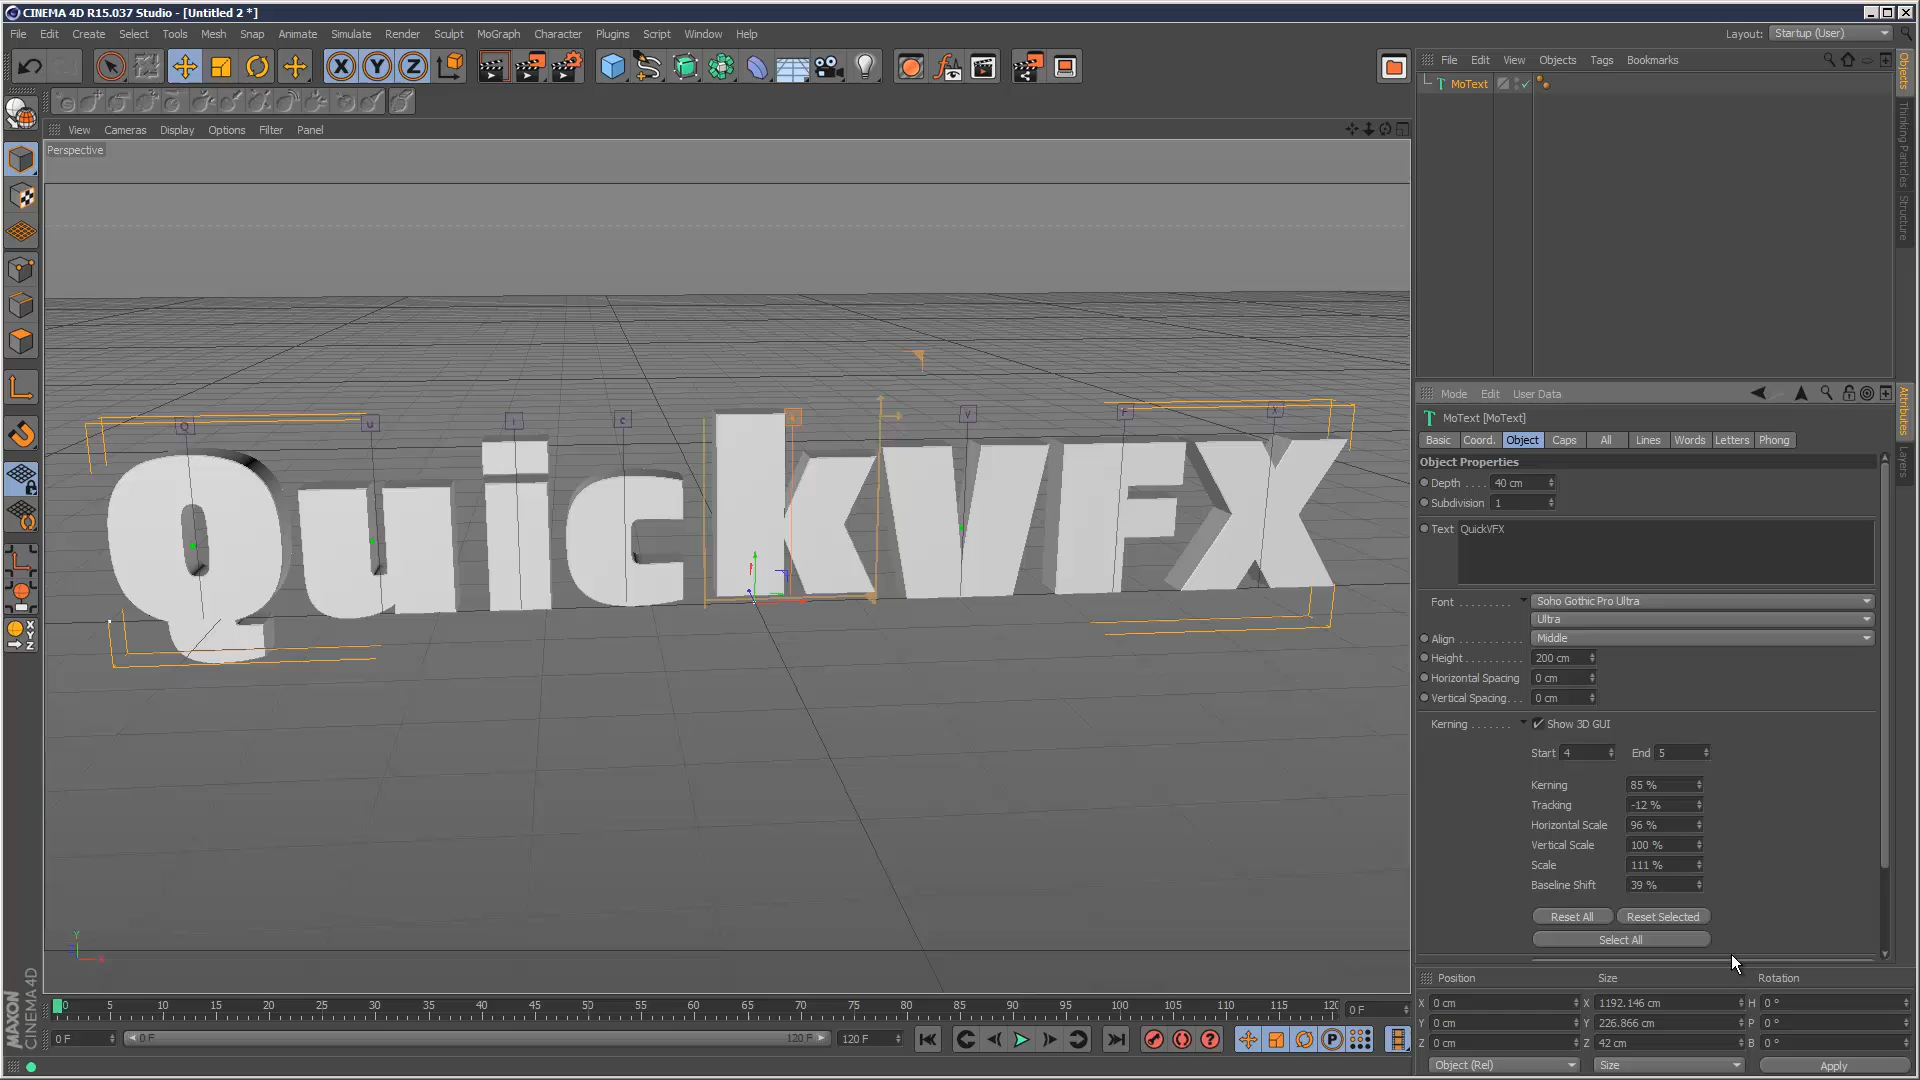 CINEMA 4D R15.037 Studio - [Untitled 2 *]
File Edit Create Select Tools Mesh Snap Animate Simulate Render Sculpt MoGraph Character Plugins Script Window Help
Layout: Startup (User)
File Edit View Objects Tags Bookmarks
MoText
View Cameras Display Options Filter Panel
Perspective
Objects
Thinking Particles
Structure
Mode Edit User Data
Attributes
Layers
MoText [MoText]
Basic Coord. Object Caps All Lines Words Letters Phong
Object Properties
Depth . . . . 40 cm
Subdivision 1
Text QuickVFX
Font . . . . . . . . . Soho Gothic Pro Ultra
Ultra
Align . . . . . . . . . . Middle
Height . . . . . . . . . 200 cm
Horizontal Spacing 0 cm
Vertical Spacing. . . 0 cm
Kerning . . . . . . . Show 3D GUI
Start 4 End 5
Kerning 85 %
Tracking -12 %
Horizontal Scale 96 %
Vertical Scale 100 %
Scale 111 %
Baseline Shift 39 %
Reset All Reset Selected
Select All
Q u i c V F X
QuickVFX
Y
X
MAXON
CINEMA 4D
0 5 10 15 20 25 30 35 40 45 50 55 60 65 70 75 80 85 90 95 100 105 110 115 120 0 F
0 F 0 F 120 F 120 F
Position Size Rotation
X 0 cm X 1192.146 cm H 0 °
Y 0 cm Y 226.866 cm P 0 °
Z 0 cm Z 42 cm B 0 °
Object (Rel) Size Apply